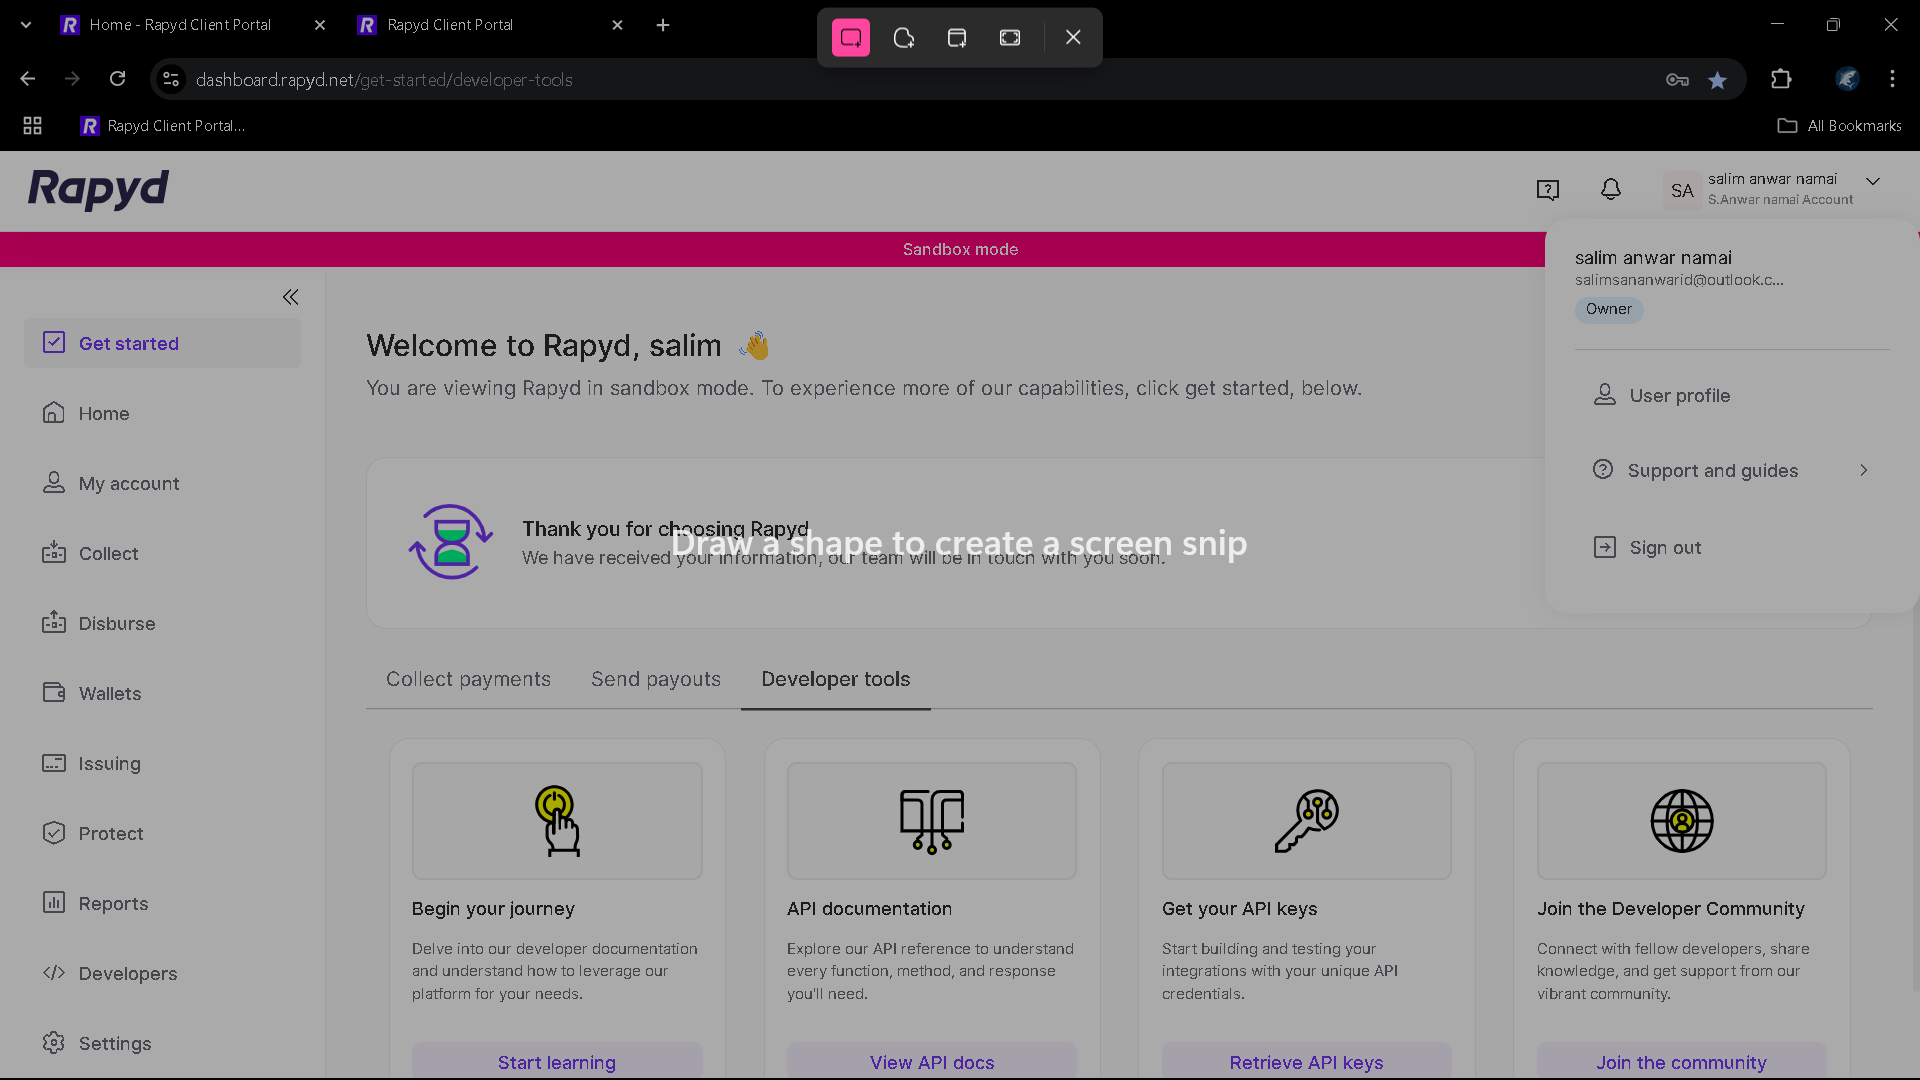 Home - Rapyd Client Portal
Rapyd Client Portal
dashboard.rapyd.net/get-started/developer-tools
Rapyd Client Portal...
All Bookmarks
Rapyd
SA
salim anwar namai
S.Anwar namai Account
Sandbox mode
salim anwar namai
salimsananwarid@outlook.c...
Owner
User profile
Support and guides
Sign out
Get started
Home
My account
Collect
Disburse
Wallets
Issuing
Protect
Reports
Developers
Settings
Welcome to Rapyd, salim 👋
You are viewing Rapyd in sandbox mode. To experience more of our capabilities, click get started, below.
Thank you for choosing Rapyd
We have received your information, our team will be in touch with you soon.
Draw a shape to create a screen snip
Collect payments
Send payouts
Developer tools
Begin your journey
Delve into our developer documentation
and understand how to leverage our
platform for your needs.
Start learning
API documentation
Explore our API reference to understand
every function, method, and response
you'll need.
View API docs
Get your API keys
Start building and testing your
integrations with your unique API
credentials.
Retrieve API keys
Join the Developer Community
Connect with fellow developers, share
knowledge, and get support from our
vibrant community.
Join the community